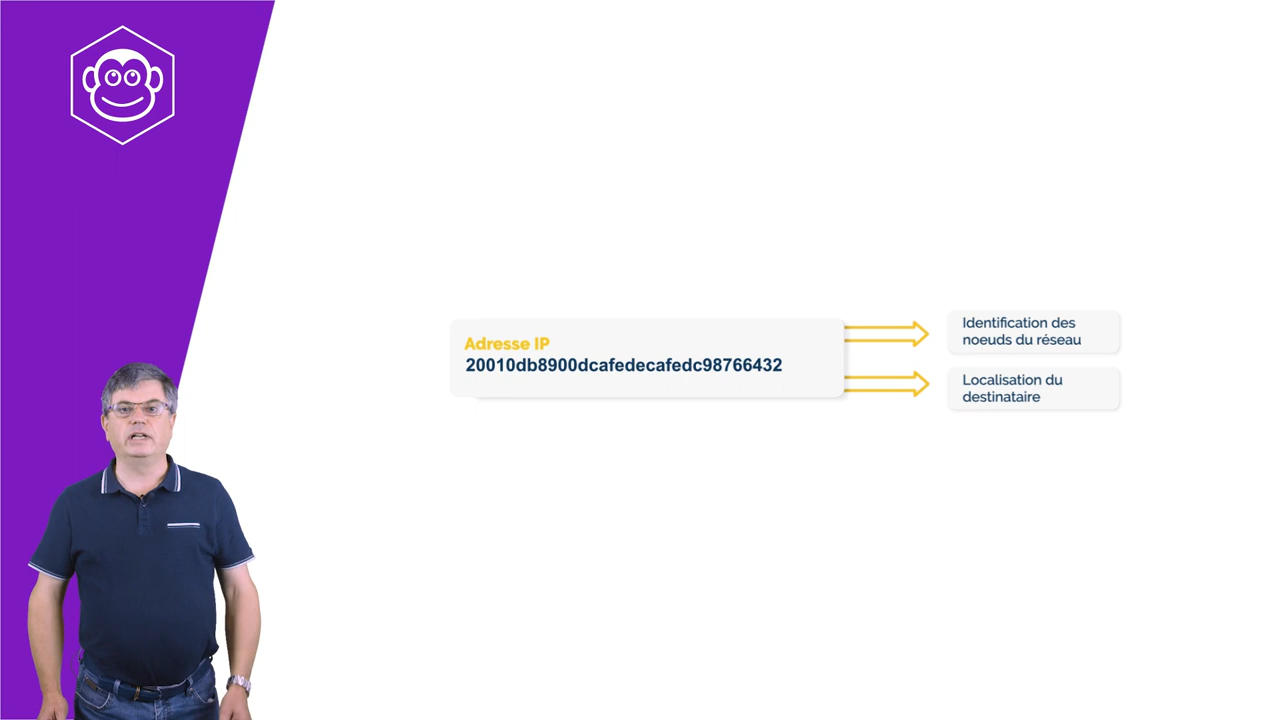 Adresse IP
20010db8900dcafedecafedc98766432
Identification des
noeuds du réseau
Localisation du
destinataire